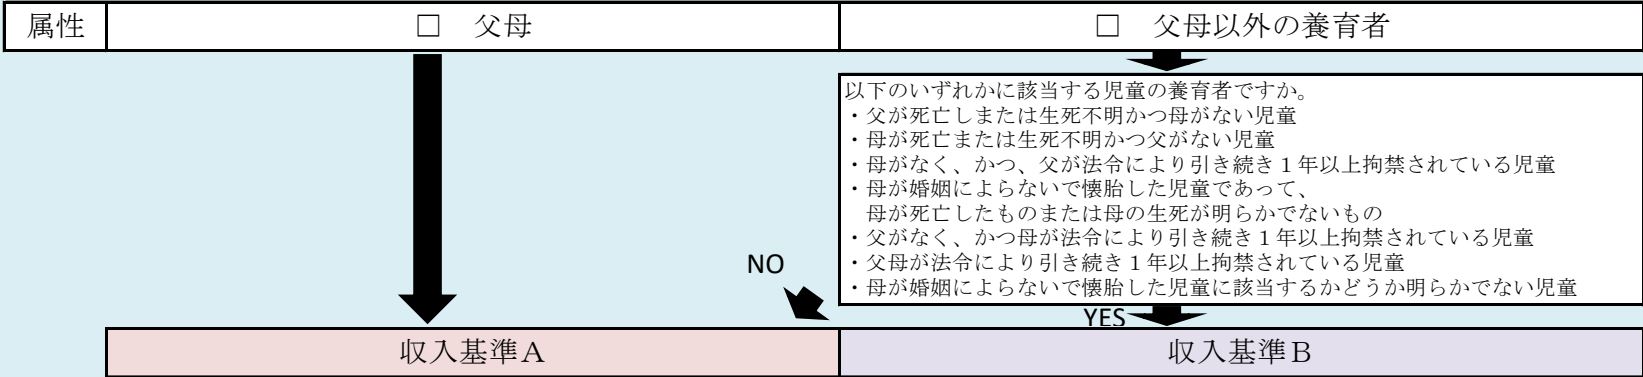 属性
□　父母
□　父母以外の養育者
以下のいずれかに該当する児童の養育者ですか。
・父が死亡しまたは生死不明かつ母がない児童
・母が死亡または生死不明かつ父がない児童
・母がなく、かつ、父が法令により引き続き１年以上拘禁されている児童
・母が婚姻によらないで懐胎した児童であって、
　母が死亡したものまたは母の生死が明らかでないもの
・父がなく、かつ母が法令により引き続き１年以上拘禁されている児童
・父母が法令により引き続き１年以上拘禁されている児童
・母が婚姻によらないで懐胎した児童に該当するかどうか明らかでない児童
NO
YES
収入基準Ａ
収入基準Ｂ